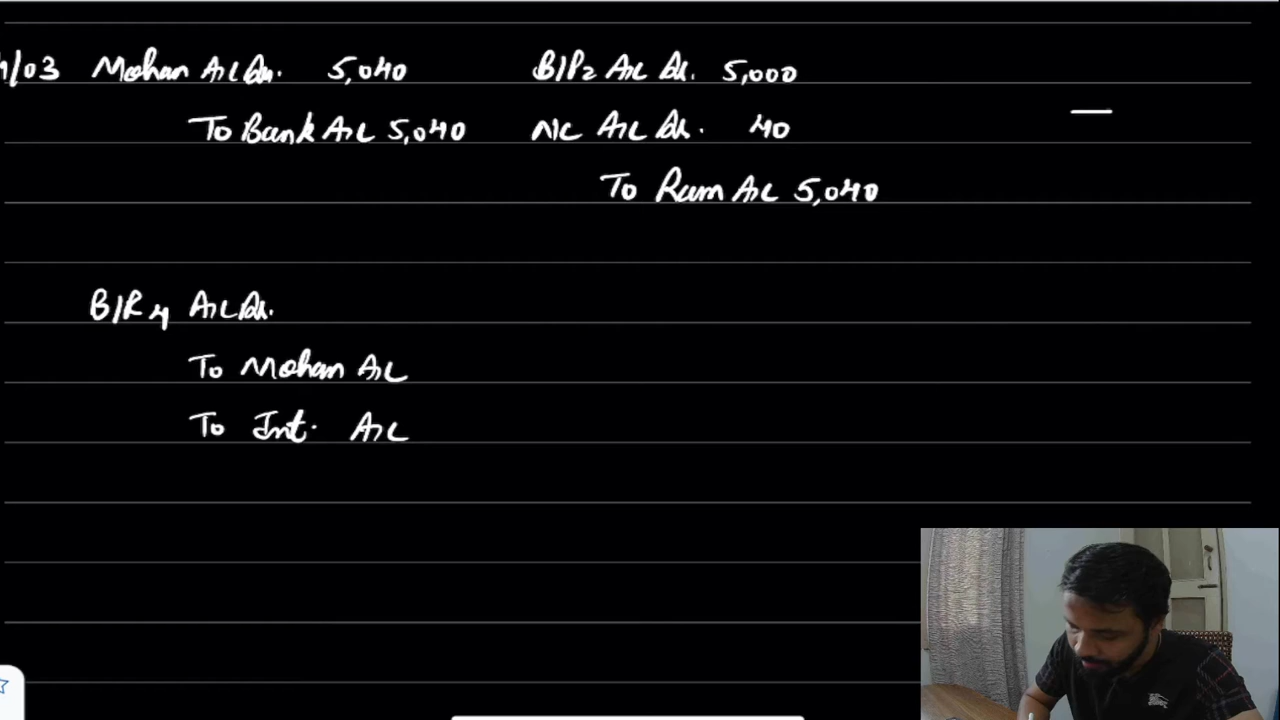 4/03 Mohan A/c Dr. 5,040 B/P2 A/c Dr. 5,000
To Bank A/c 5,040 N/C A/c Dr. 40
To Ram A/c 5,040
B/R4 A/c Dr.
To Mohan A/c
To Int. A/c